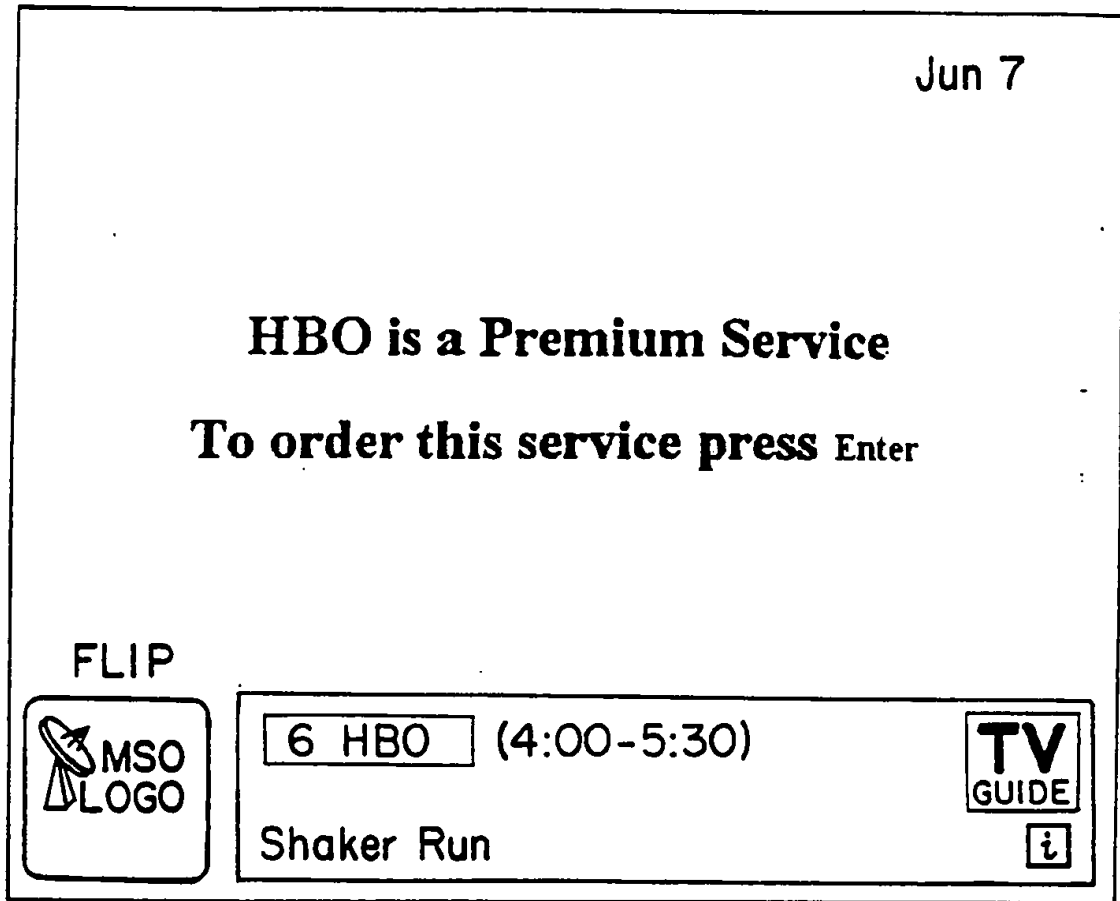 Jun 7
HBO is a Premium Service
To order this service press Enter
FLIP
MSO
LOGO
6 HBO (4:00-5:30)
TV
GUIDE
Shaker Run
i